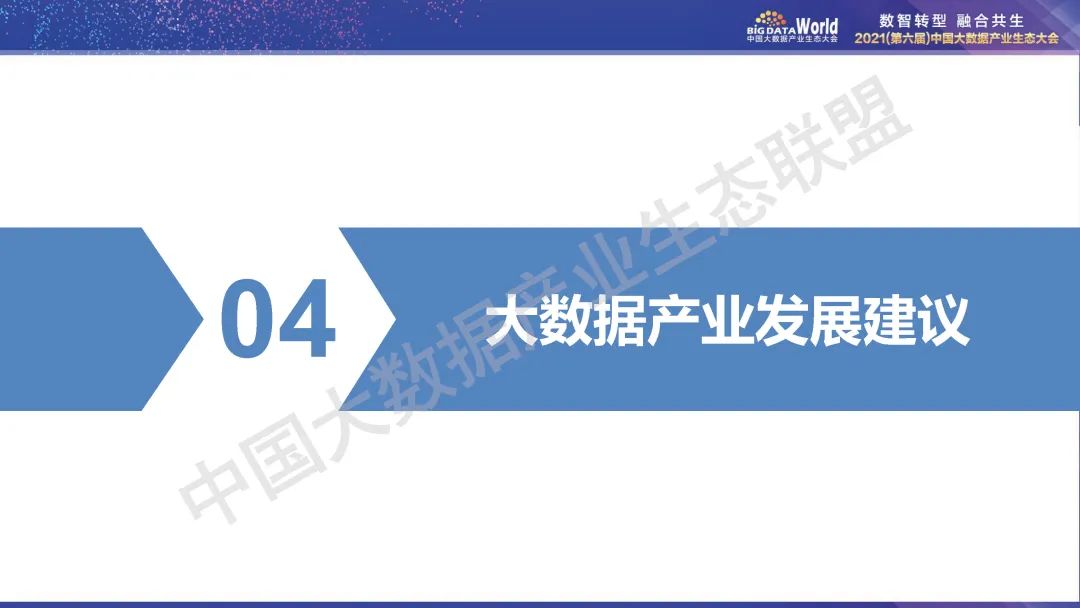 BIG DATA World
中国大数据产业生态大会
数智转型 融合共生
2021(第六届)中国大数据产业生态大会
04
大数据产业发展建议
中国大数据产业生态联盟